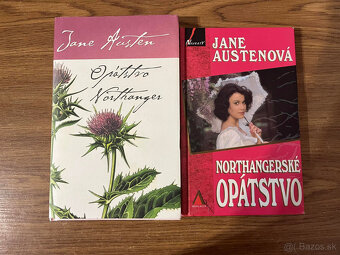 Jane Austen
Opátstvo
Northanger
JANE
AUSTENOVÁ
NORTHANGERSKÉ
OPÁTSTVO
Bazos.sk